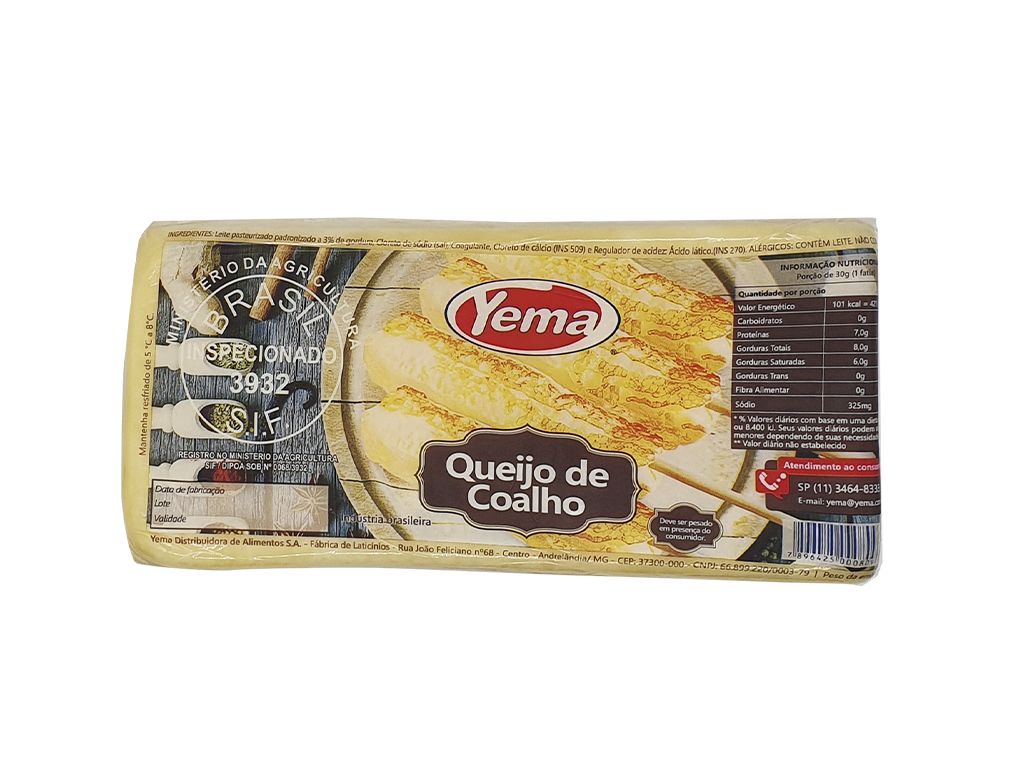 INGREDIENTES: Leite pasteurizado padronizado a 3% de gordura, Cloreto de sódio (sal), Coagulante, Cloreto de cálcio (INS 509) e Regulador de acidez: Ácido lático.(INS 270). ALÉRGICOS: CONTÉM LEITE. NÃO
Mantenha resfriado de 5 °C a 8°C.
MINISTÉRIO DA AGRICULTURA
BRASIL
INSPECIONADO
3932
S.I.F
REGISTRO NO MINISTERIO DA AGRICULTURA
SIF/ DIPOA SOB Nº 0068/3932
Data de fabricação
Lote
Validade
Indústria brasileira
Yema
Queijo de
Coalho
Deve ser pesado
em presença do
consumidor.
INFORMAÇÃO
Porção de 30g (1
Quantidade por porção
Valor Energético 101 kcal =
Carboidratos 0g
Proteínas 7,0g
Gorduras Totais 8,0g
Gorduras Saturadas 6,0g
Gorduras Trans 0g
Fibra Alimentar 0g
Sódio 325mg
* % Valores diários com base em uma
ou 8.400 kJ. Seus valores diários podem
menores dependendo de suas
** Valor diário não estabelecido
Atendimento ao
SP (11) 3464-833
E-mail: yema@yema.
7 896425 00080
Yema Distribuidora de Alimentos S.A. - Fábrica de Laticínios - Rua João Feliciano nº68 - Centro - Andrelândia/ MG - CEP: 37300-000 - CNPJ: 66.899.220/0003-79 | Peso da